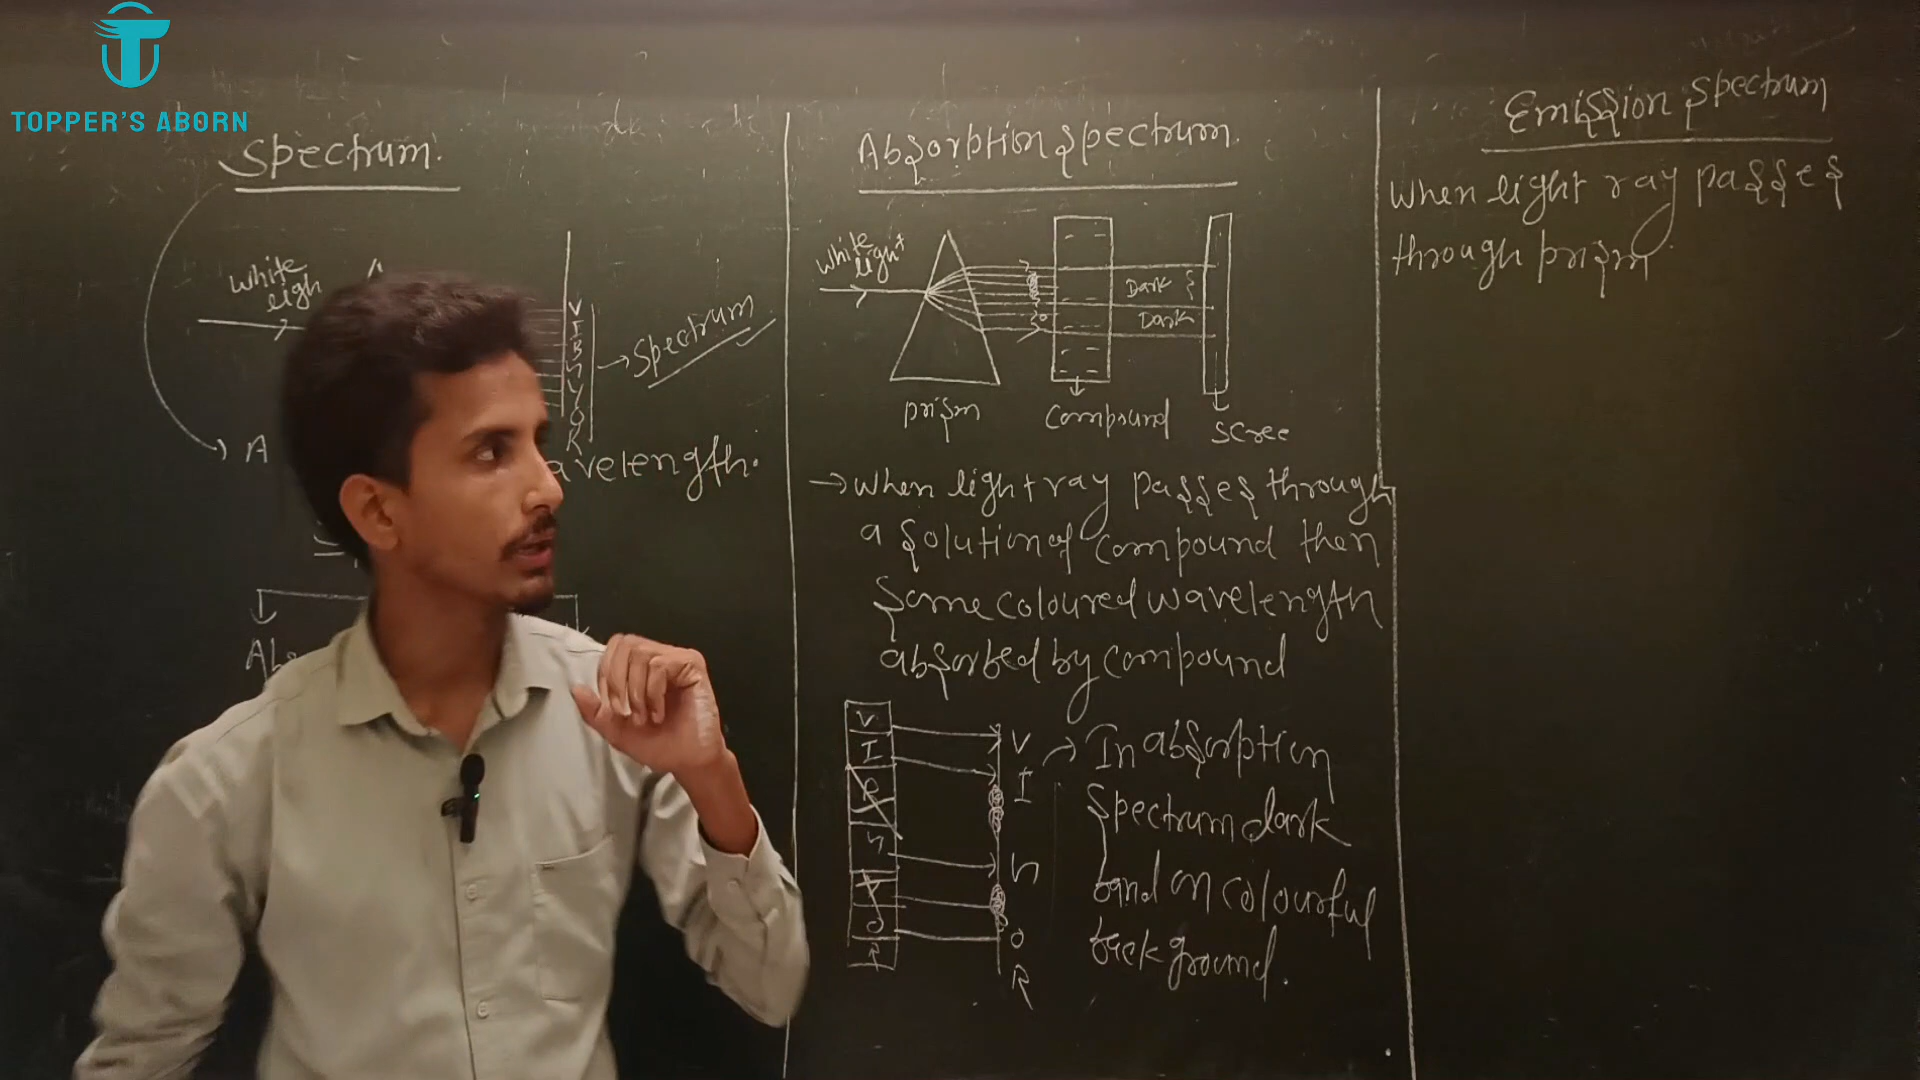 TOPPER'S ABORN
Spectrum.
White
ligh
V
I
B
G
Y
O
R
→ Spectrum
→ A
avelength.
Abs
Absorption spectrum.
White
light
Dark
Dark
prism
Compound
Scree
→ When light ray passes through
a solution of compound then
Some coloured wavelength
absorbed by compound
V
I
B
G
Y
O
R
V
I
G
O
R
→ In absorption
spectrum dark
band on colourful
back ground.
Emission spectrum
When light ray passes
through prism